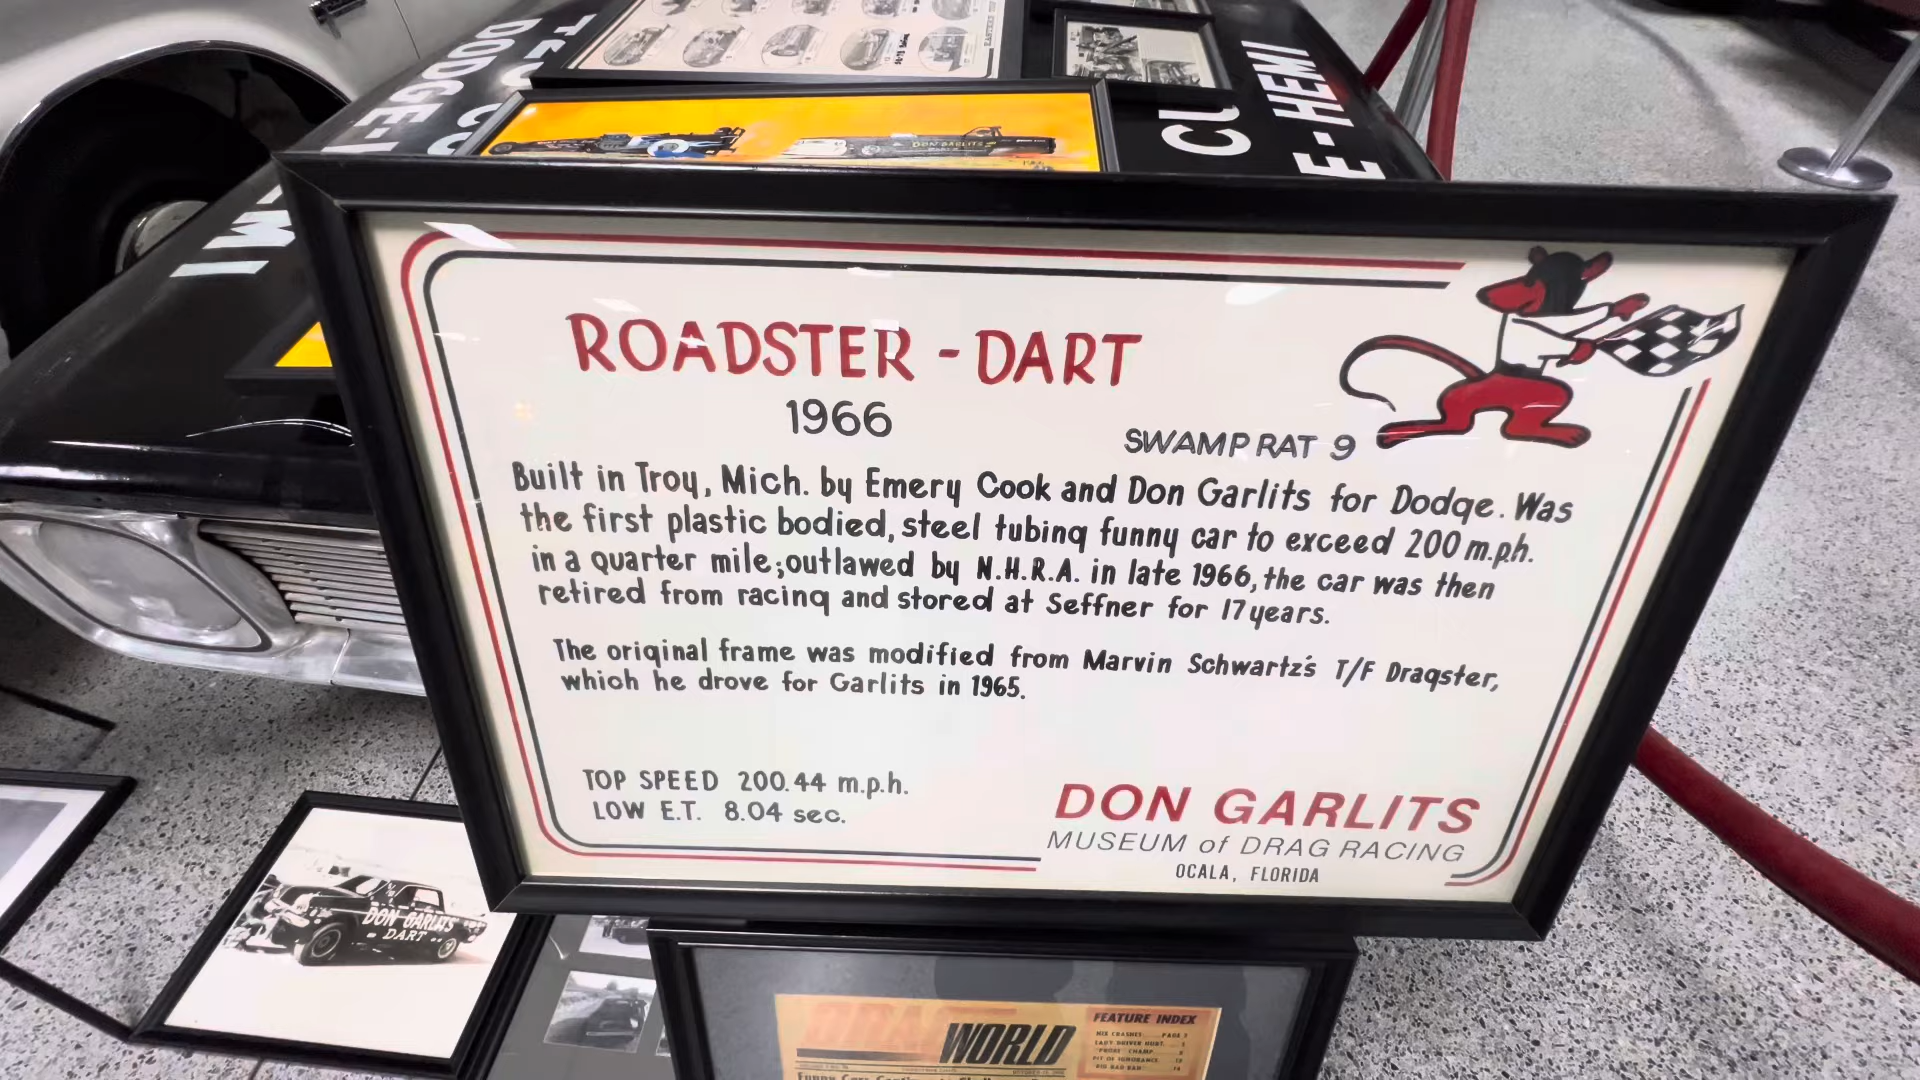 DODGE
CU
E-HEMI
DON GARLITS
ROADSTER - DART
1966
SWAMP RAT 9
Built in Troy, Mich. by Emery Cook and Don Garlits for Dodge. Was
the first plastic bodied, steel tubing funny car to exceed 200 m.p.h.
in a quarter mile; outlawed by N.H.R.A. in late 1966, the car was then
retired from racing and stored at Seffner for 17 years.
The original frame was modified from Marvin Schwartz's T/F Dragster,
which he drove for Garlits in 1965.
TOP SPEED 200.44 m.p.h.
LOW E.T. 8.04 sec.
DON GARLITS
MUSEUM of DRAG RACING
OCALA, FLORIDA
DON GARLITS
DART
DRAG WORLD
FEATURE INDEX